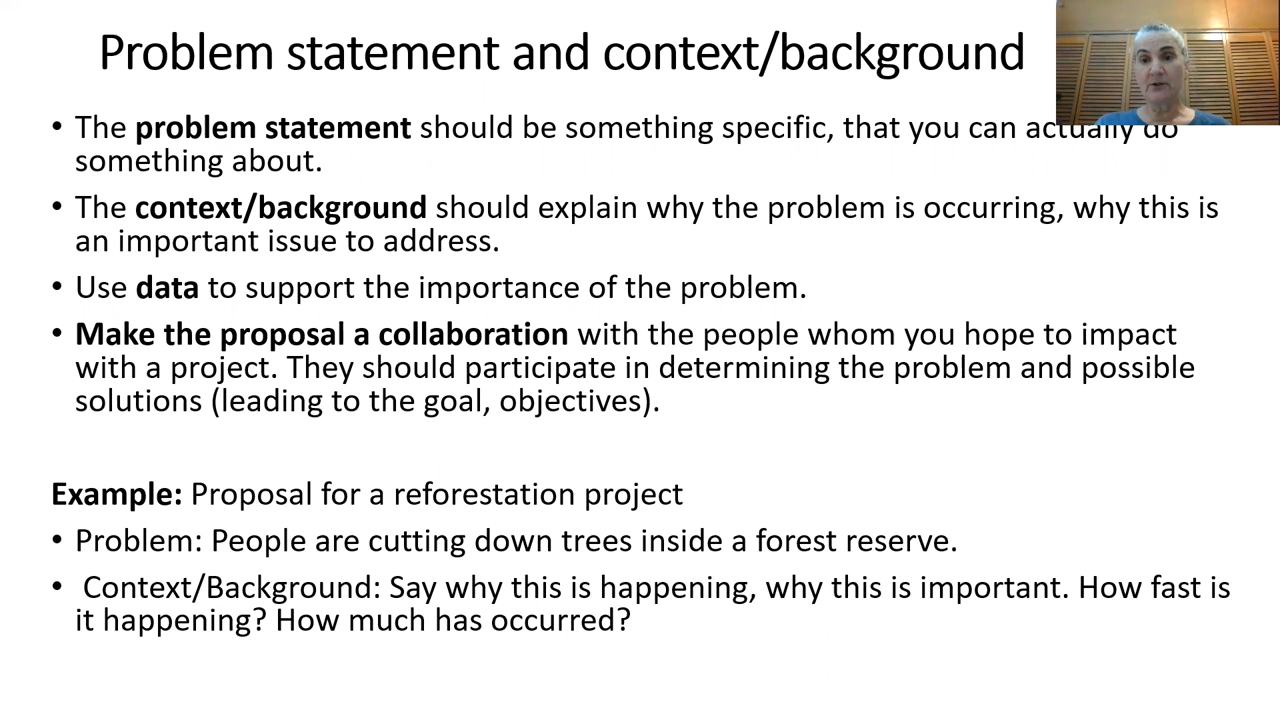 Problem statement and context/background
• The problem statement should be something specific, that you can actually do
something about.
• The context/background should explain why the problem is occurring, why this is
an important issue to address.
• Use data to support the importance of the problem.
• Make the proposal a collaboration with the people whom you hope to impact
with a project. They should participate in determining the problem and possible
solutions (leading to the goal, objectives).
Example: Proposal for a reforestation project
• Problem: People are cutting down trees inside a forest reserve.
• Context/Background: Say why this is happening, why this is important. How fast is
it happening? How much has occurred?